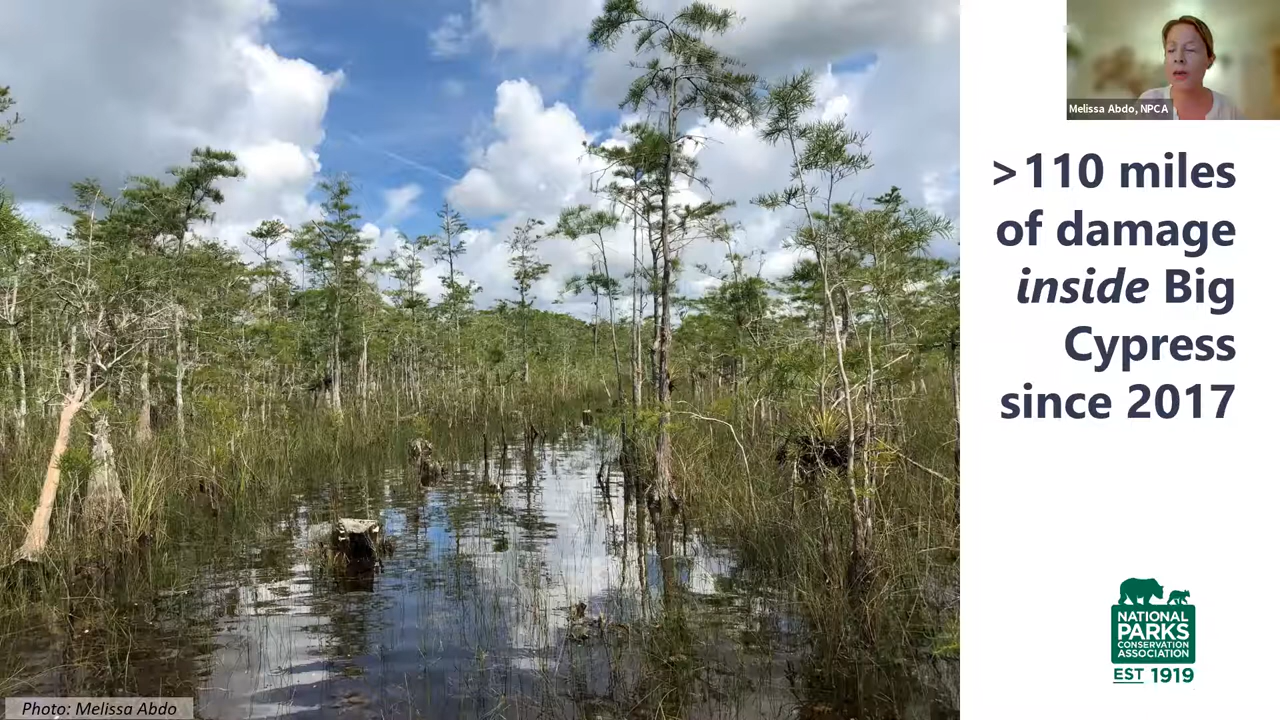 Melissa Abdo, NPCA
>110 miles
of damage
inside Big
Cypress
since 2017
NATIONAL
PARKS
CONSERVATION
ASSOCIATION
EST 1919
Photo: Melissa Abdo